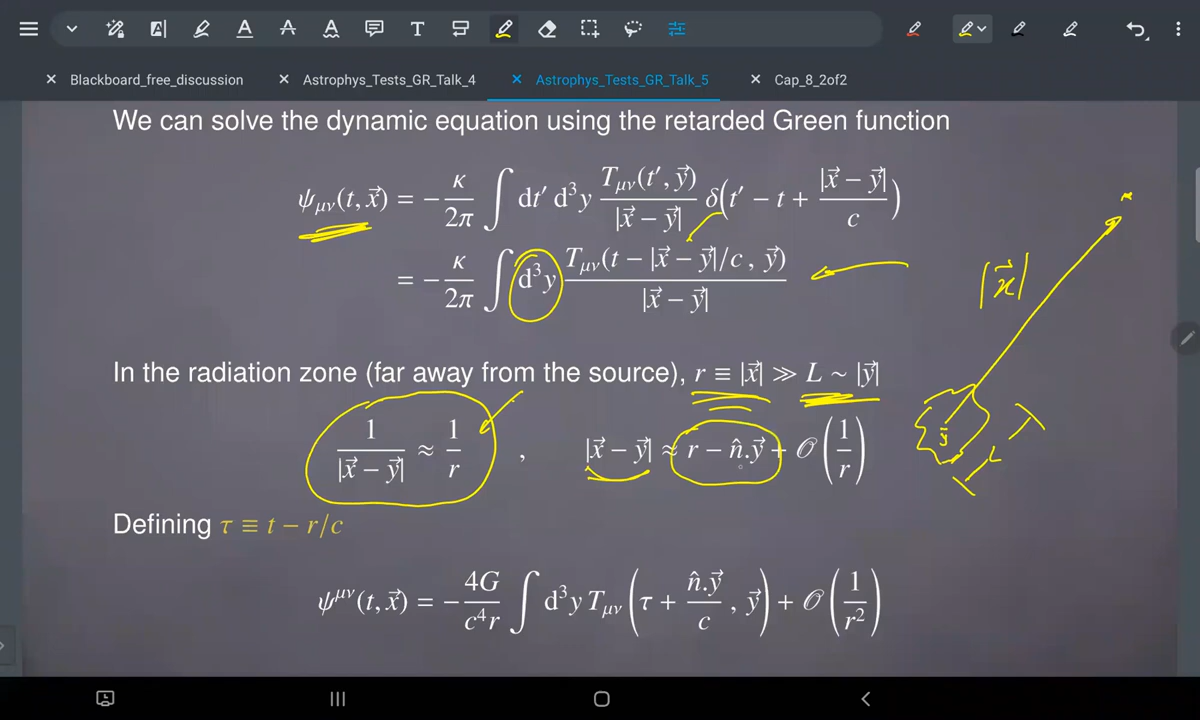 Blackboard_free_discussion Astrophys_Tests_GR_Talk_4 Astrophys_Tests_GR_Talk_5 Cap_8_2of2
We can solve the dynamic equation using the retarded Green function
ψ_μν(t, x⃗) = − κ/2π ∫ dt′ d³y T_μν(t′, y⃗)/|x⃗ − y⃗| δ(t′ − t + |x⃗ − y⃗|/c)
= − κ/2π ∫ d³y T_μν(t − |x⃗ − y⃗|/c , y⃗)/|x⃗ − y⃗|
|x⃗|
In the radiation zone (far away from the source), r ≡ |x⃗| ≫ L ∼ |y⃗|
1/|x⃗ − y⃗| ≈ 1/r , |x⃗ − y⃗| ≈ r − n̂.y⃗ + 𝒪(1/r)
y⃗
L
Defining τ ≡ t − r/c
ψ^μν(t, x⃗) = − 4G/c⁴r ∫ d³y T_μν(τ + n̂.y⃗/c , y⃗) + 𝒪(1/r²)